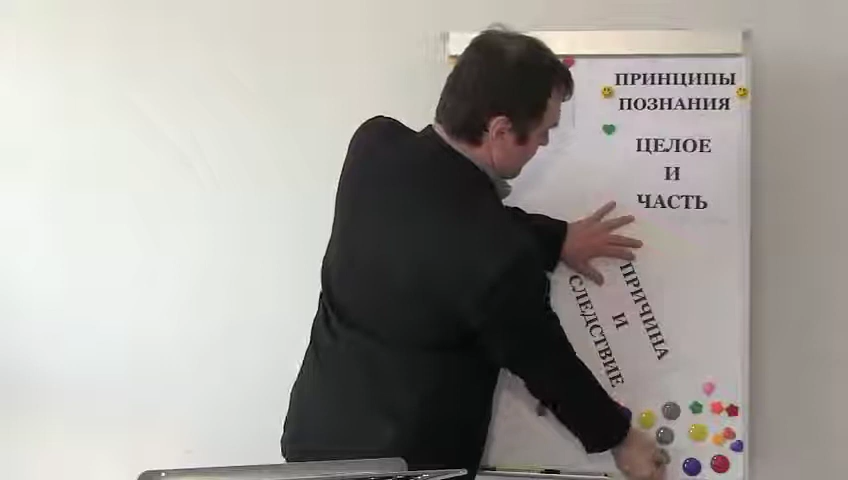 ПРИНЦИПЫ
ПОЗНАНИЯ
ЦЕЛОЕ
И
ЧАСТЬ
ПРИЧИНА
И
СЛЕДСТВИЕ